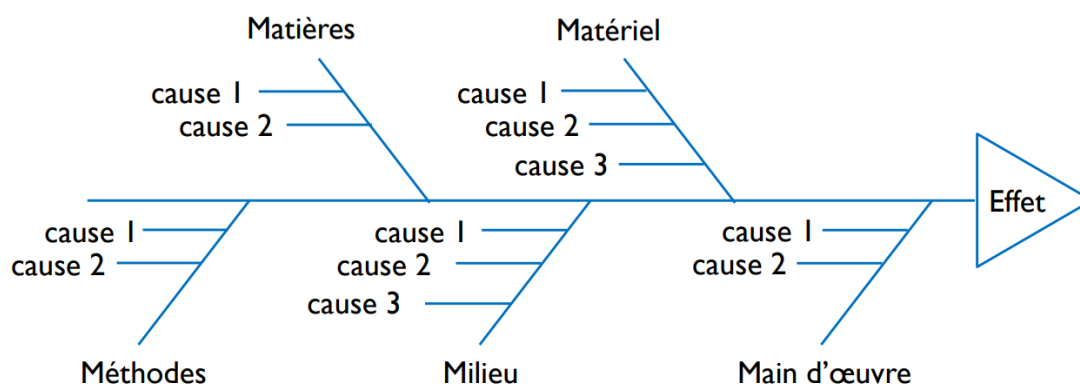 Matières
Matériel
cause 1
cause 2
cause 1
cause 2
cause 3
Effet
cause 1
cause 2
cause 1
cause 2
cause 3
cause 1
cause 2
Méthodes
Milieu
Main d’œuvre